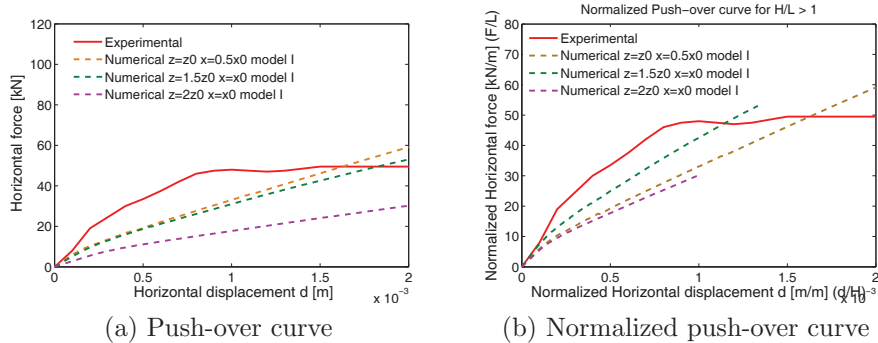 120
100
80
60
40
20
0
Horizontal force [kN]
Experimental
Numerical z=z0 x=0.5x0 model I
Numerical z=1.5z0 x=x0 model I
Numerical z=2z0 x=x0 model I
0
0.5
1
1.5
2
x 10⁻³
Horizontal displacement d [m]
(a) Push-over curve
Normalized Push-over curve for H/L > 1
80
70
60
50
40
30
20
10
0
Normalized Horizontal force [kN/m] (F/L)
Experimental
Numerical z=z0 x=0.5x0 model I
Numerical z=1.5z0 x=x0 model I
Numerical z=2z0 x=x0 model I
0
0.5
1
1.5
2
x 10⁻³
Normalized Horizontal displacement d [m/m] (d/H)
(b) Normalized push-over curve